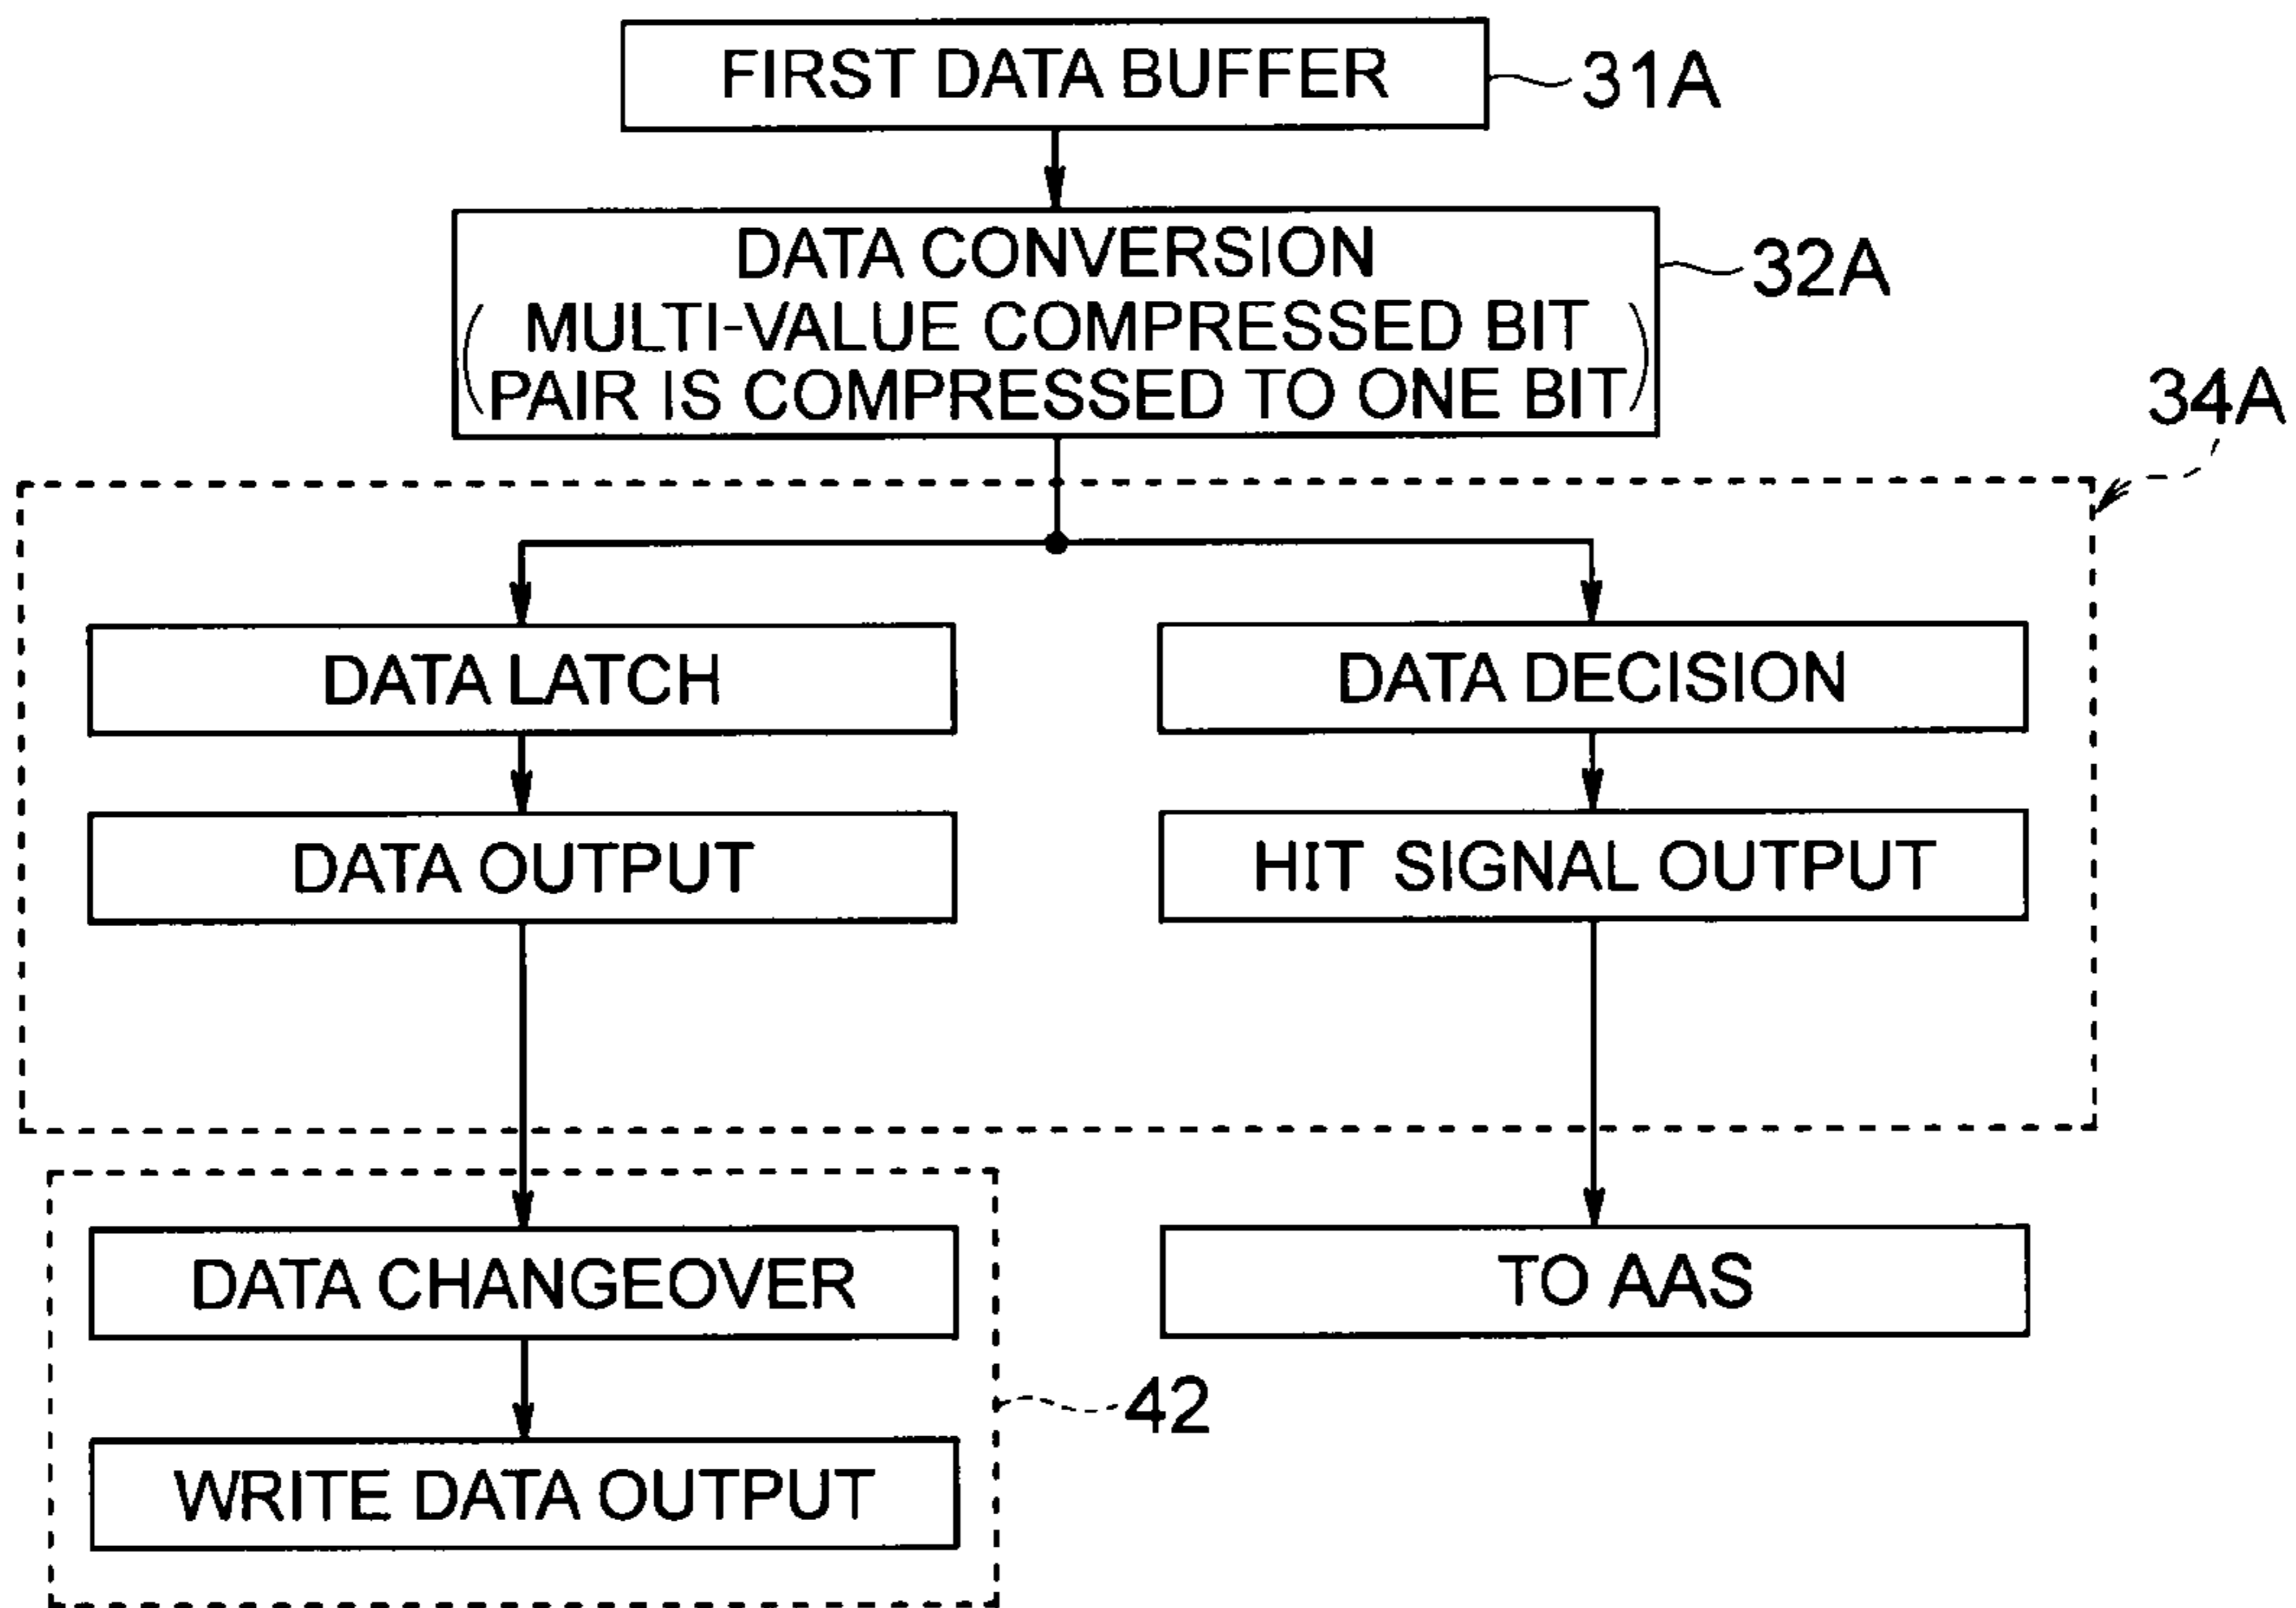 FIRST DATA BUFFER
31A
DATA CONVERSION
( MULTI-VALUE COMPRESSED BIT
PAIR IS COMPRESSED TO ONE BIT )
32A
34A
DATA LATCH
DATA DECISION
DATA OUTPUT
HIT SIGNAL OUTPUT
DATA CHANGEOVER
TO AAS
42
WRITE DATA OUTPUT